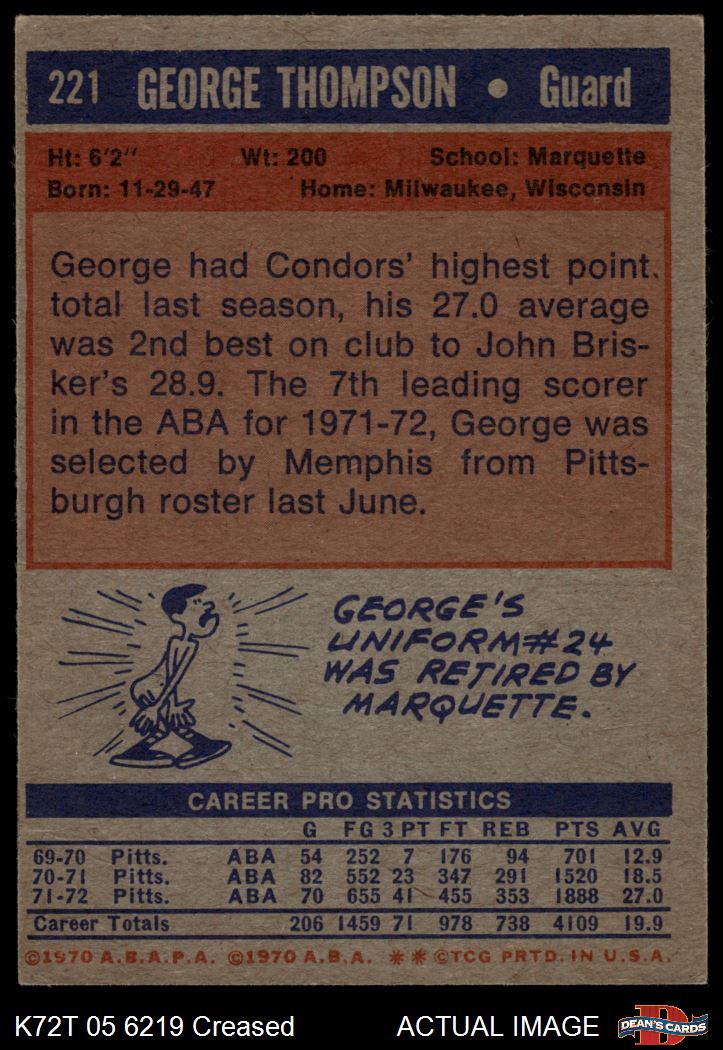 221 GEORGE THOMPSON • Guard
Ht: 6'2" Wt: 200 School: Marquette
Born: 11-29-47 Home: Milwaukee, Wisconsin
George had Condors' highest point
total last season, his 27.0 average
was 2nd best on club to John Bris-
ker's 28.9. The 7th leading scorer
in the ABA for 1971-72, George was
selected by Memphis from Pitts-
burgh roster last June.
GEORGE'S
UNIFORM #24
WAS RETIRED BY
MARQUETTE.
CAREER PRO STATISTICS
G FG 3 PT FT REB PTS AVG
69-70 Pitts. ABA 54 252 7 176 94 701 12.9
70-71 Pitts. ABA 82 552 23 347 291 1520 18.5
71-72 Pitts. ABA 70 655 41 455 353 1888 27.0
Career Totals 206 1459 71 978 738 4109 19.9
©1970 A.B.A.P.A. ©1970 A.B.A. ** ©TCG PRTD. IN U.S.A.
K72T 05 6219 Creased ACTUAL IMAGE D DEAN'S CARDS